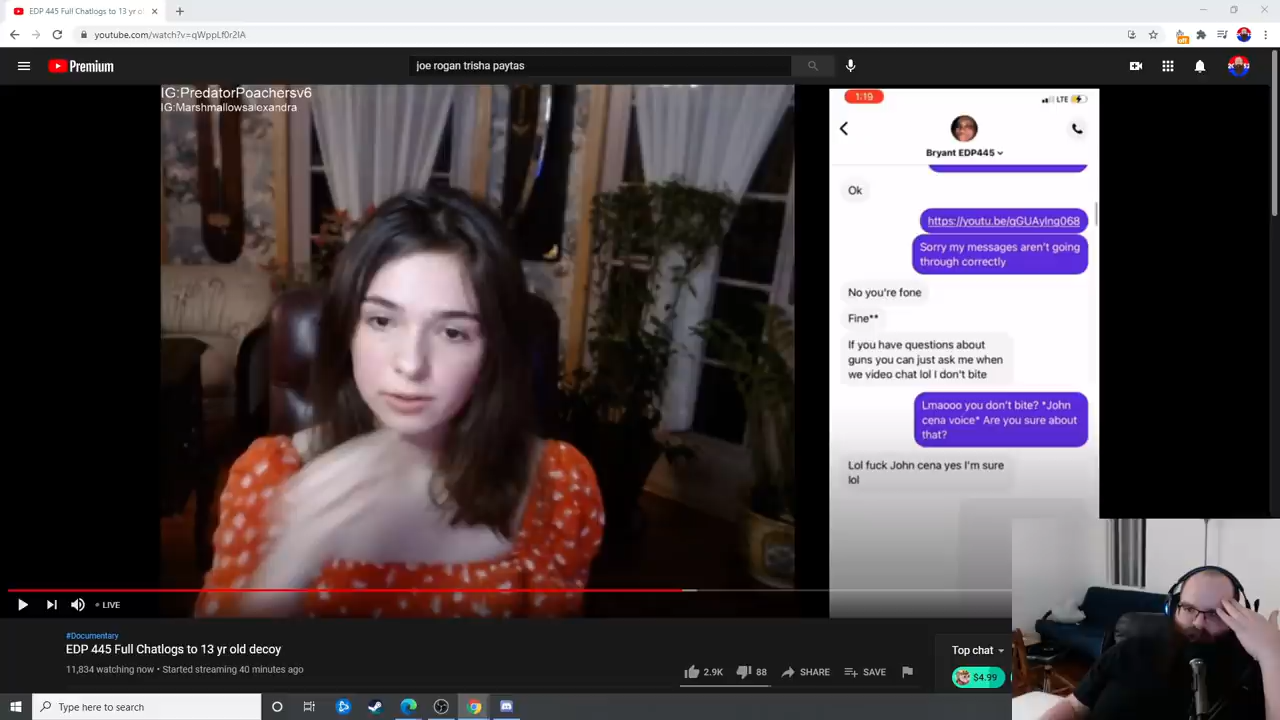 EDP 445 Full Chatlogs to 13 yr ol
youtube.com/watch?v=qWppLf0r2IA
off
Premium
joe rogan trisha paytas
IG:PredatorPoachersv6
IG:Marshmallowsalexandra
1:19
LTE
Bryant EDP445
Ok
https://youtu.be/gGUAyIng068
Sorry my messages aren't going
through correctly
No you're fone
Fine**
If you have questions about
guns you can just ask me when
we video chat lol I don't bite
Lmaooo you don't bite? *John
cena voice* Are you sure about
that?
Lol fuck John cena yes I'm sure
lol
LIVE
#Documentary
EDP 445 Full Chatlogs to 13 yr old decoy
11,834 watching now • Started streaming 40 minutes ago
2.9K
88
SHARE
SAVE
Top chat
$4.99
Type here to search